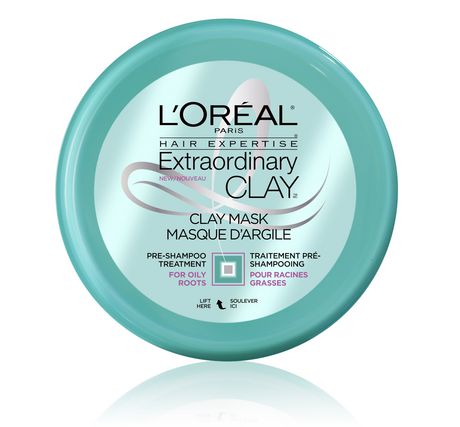 L'ORÉAL
PARIS
HAIR EXPERTISE
Extraordinary
NEW/NOUVEAU
CLAY™
CLAY MASK
MASQUE D'ARGILE
PRE-SHAMPOO
TREATMENT
FOR OILY
ROOTS
TRAITEMENT PRÉ-
SHAMPOOING
POUR RACINES
GRASSES
LIFT
HERE
SOULEVER
ICI